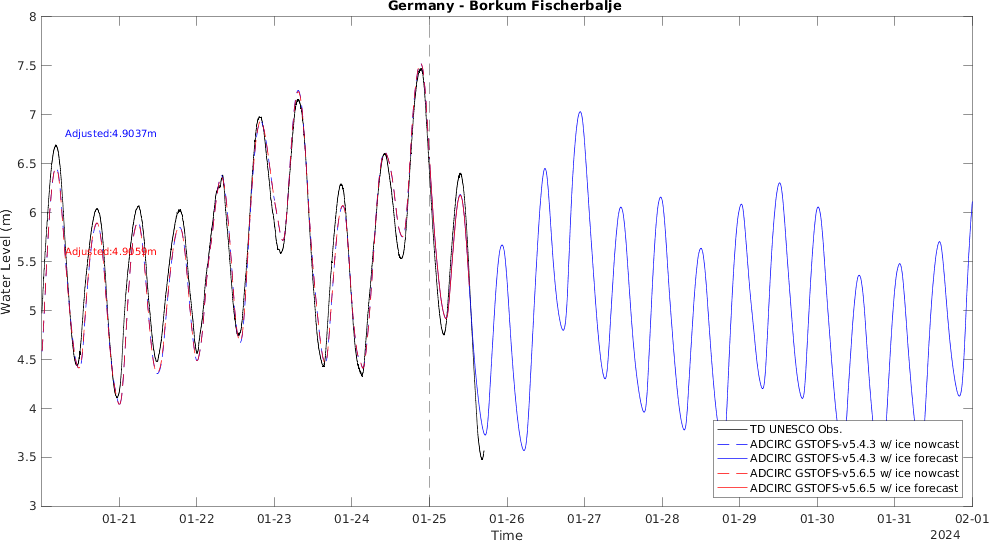 Germany - Borkum Fischerbalje
8
7.5
7
6.5
6
5.5
5
4.5
4
3.5
3
Water Level (m)
Adjusted:4.9037m
Adjusted:4.9059m
TD UNESCO Obs.
ADCIRC GSTOFS-v5.4.3 w/ ice nowcast
ADCIRC GSTOFS-v5.4.3 w/ ice forecast
ADCIRC GSTOFS-v5.6.5 w/ ice nowcast
ADCIRC GSTOFS-v5.6.5 w/ ice forecast
01-21 01-22 01-23 01-24 01-25 01-26 01-27 01-28 01-29 01-30 01-31 02-01
Time
2024